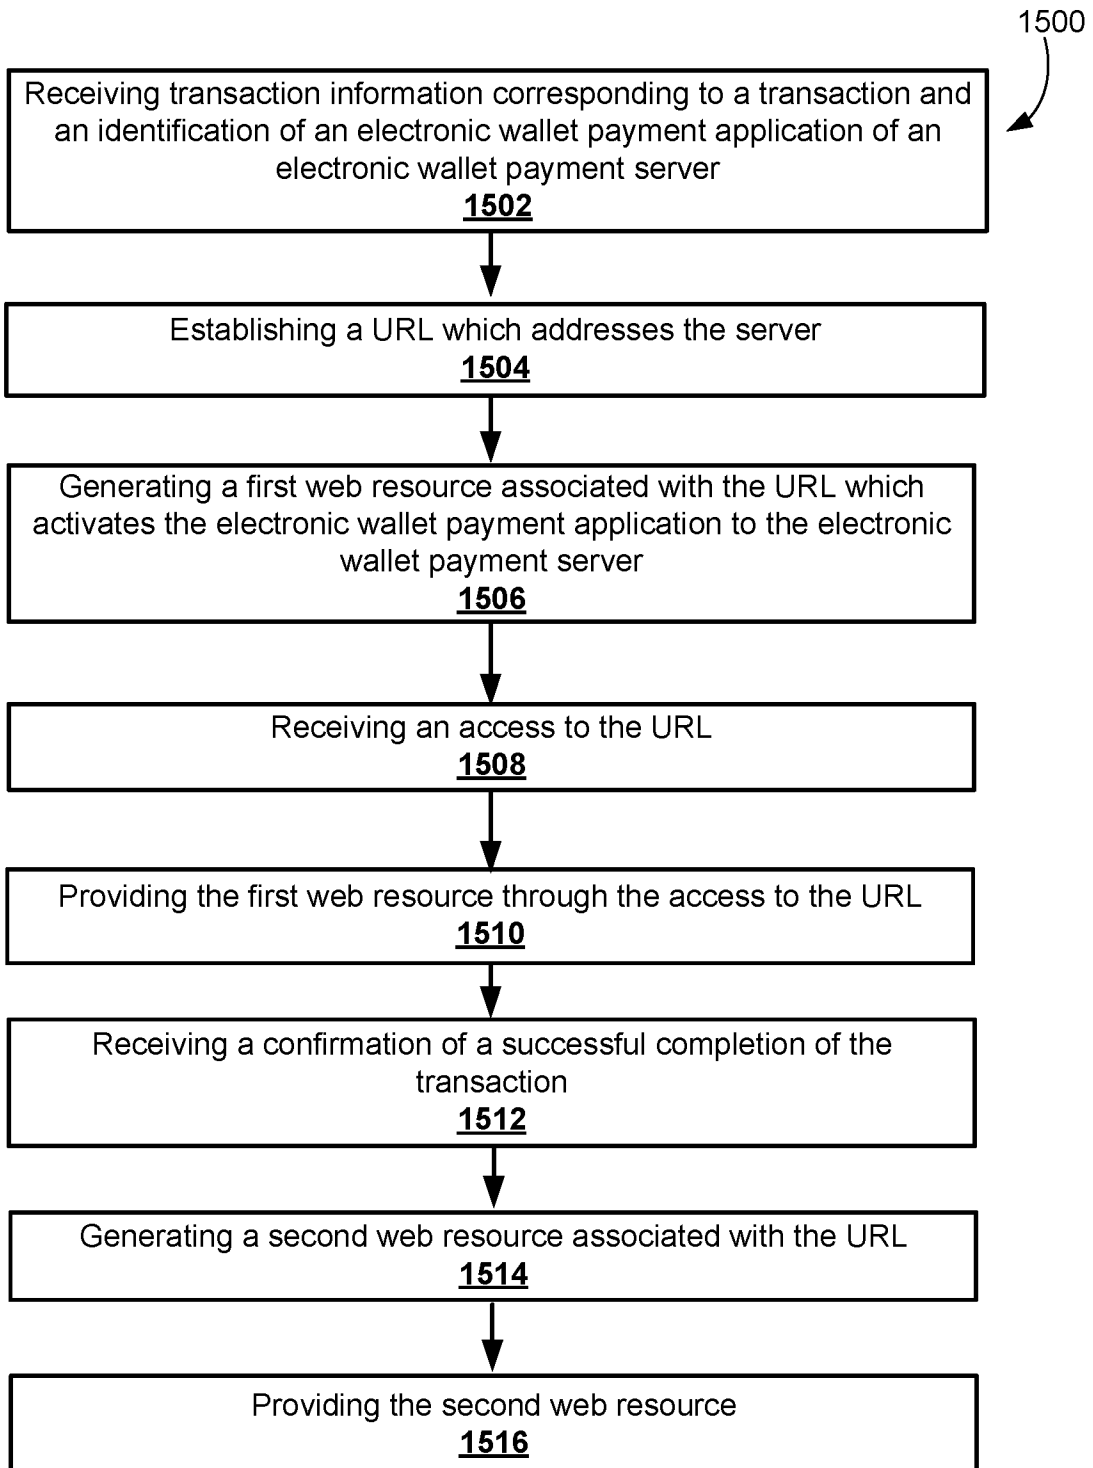 1500
Receiving transaction information corresponding to a transaction and
an identification of an electronic wallet payment application of an
electronic wallet payment server
1502
Establishing a URL which addresses the server
1504
Generating a first web resource associated with the URL which
activates the electronic wallet payment application to the electronic
wallet payment server
1506
Receiving an access to the URL
1508
Providing the first web resource through the access to the URL
1510
Receiving a confirmation of a successful completion of the
transaction
1512
Generating a second web resource associated with the URL
1514
Providing the second web resource
1516